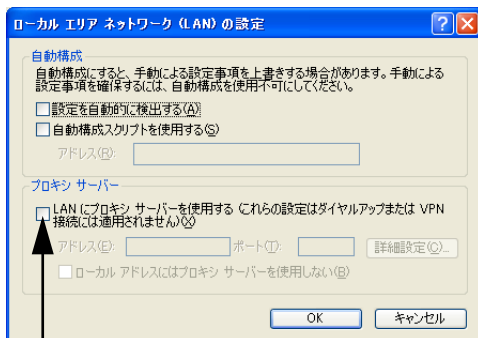 ローカル エリア ネットワーク (LAN) の設定
自動構成
自動構成にすると、手動による設定事項を上書きする場合があります。手動による
設定事項を確保するには、自動構成を使用不可にしてください。
設定を自動的に検出する(A)
自動構成スクリプトを使用する(S)
アドレス(R):
プロキシ サーバー
LAN にプロキシ サーバーを使用する (これらの設定はダイヤルアップまたは VPN
接続には適用されません)(X)
アドレス(E): ポート(T): 詳細設定(C)...
ローカル アドレスにはプロキシ サーバーを使用しない(B)
OK キャンセル